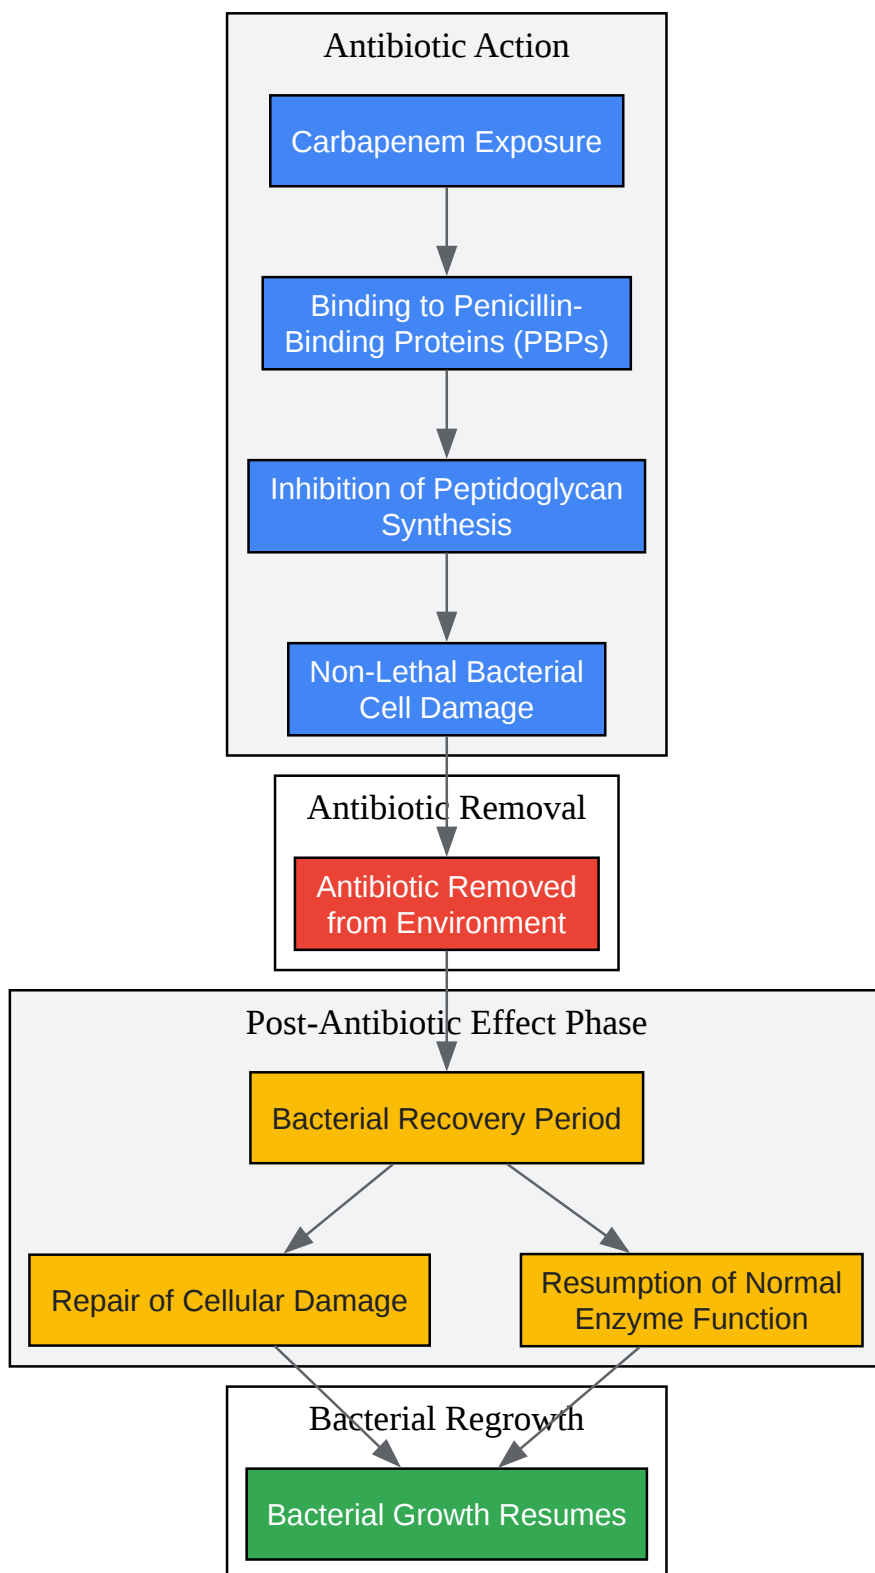 Antibiotic Action
Carbapenem Exposure
Binding to Penicillin-
Binding Proteins (PBPs)
Inhibition of Peptidoglycan
Synthesis
Non-Lethal Bacterial
Cell Damage
Antibiotic Removal
Antibiotic Removed
from Environment
Post-Antibiotic Effect Phase
Bacterial Recovery Period
Repair of Cellular Damage
Resumption of Normal
Enzyme Function
Bacterial Regrowth
Bacterial Growth Resumes